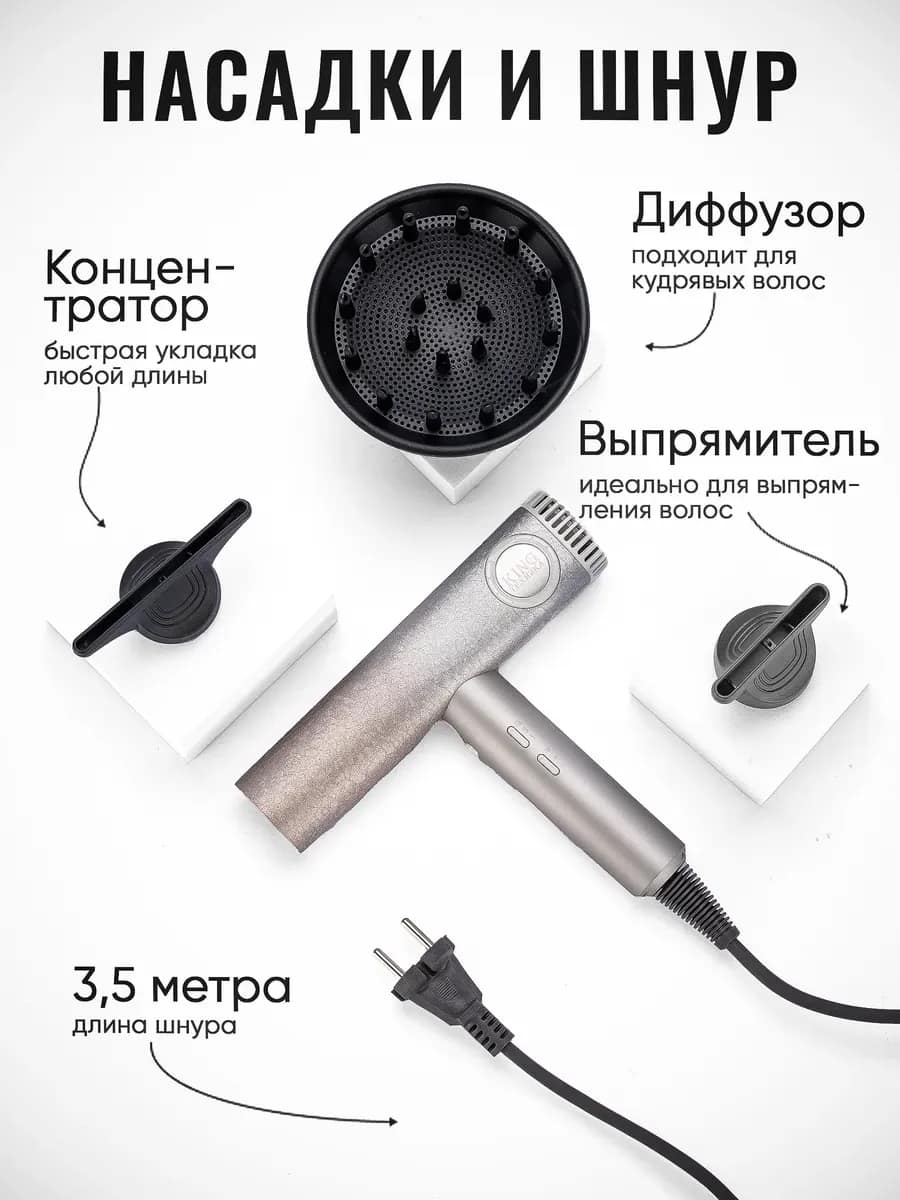 НАСАДКИ И ШНУР
Диффузор
подходит для
кудрявых волос
Концен-
тратор
быстрая укладка
любой длины
Выпрямитель
идеально для выпрям-
ления волос
KING
3,5 метра
длина шнура